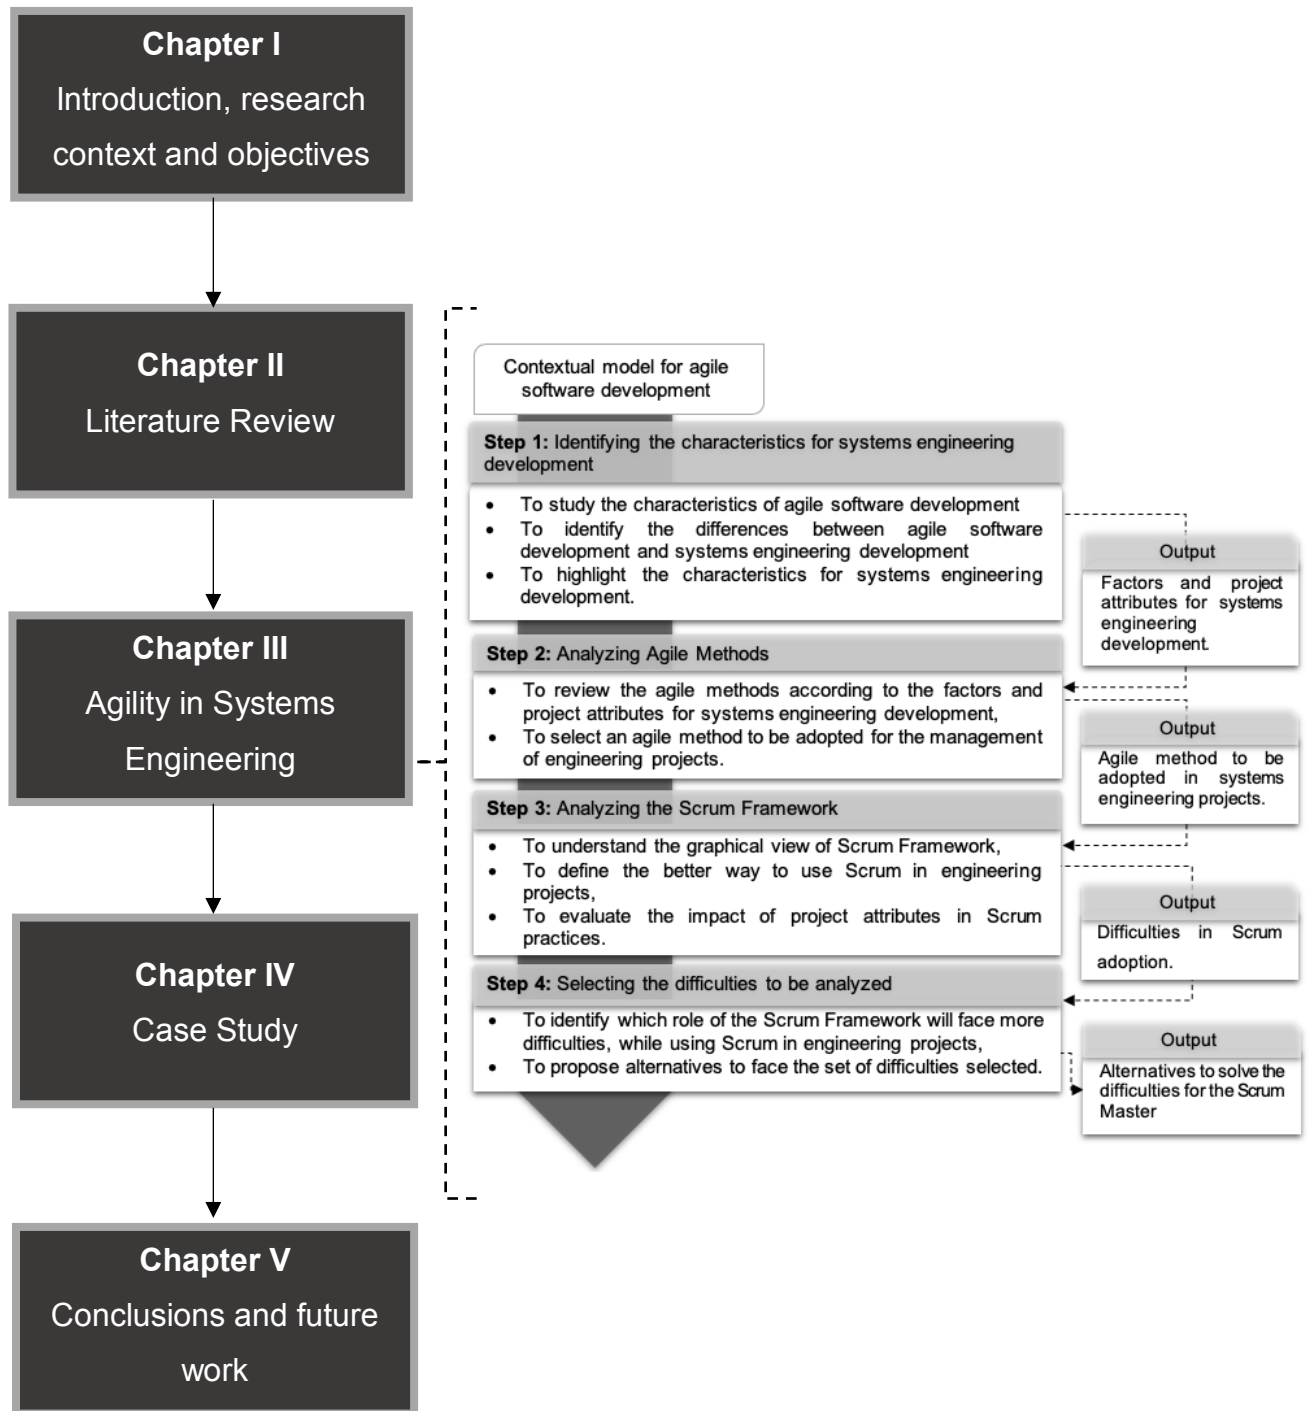 Chapter I
Introduction, research
context and objectives
Chapter II
Literature Review
Chapter III
Agility in Systems
Engineering
Chapter IV
Case Study
Chapter V
Conclusions and future
work
Contextual model for agile
software development
Step 1: Identifying the characteristics for systems engineering
development
• To study the characteristics of agile software development
• To identify the differences between agile software
development and systems engineering development
• To highlight the characteristics for systems engineering
development.
Output
Factors and project
attributes for systems
engineering
development.
Step 2: Analyzing Agile Methods
• To review the agile methods according to the factors and
project attributes for systems engineering development,
• To select an agile method to be adopted for the management
of engineering projects.
Output
Agile method to be
adopted in systems
engineering projects.
Step 3: Analyzing the Scrum Framework
• To understand the graphical view of Scrum Framework,
• To define the better way to use Scrum in engineering
projects,
• To evaluate the impact of project attributes in Scrum
practices.
Output
Difficulties in Scrum
adoption.
Step 4: Selecting the difficulties to be analyzed
• To identify which role of the Scrum Framework will face more
difficulties, while using Scrum in engineering projects,
• To propose alternatives to face the set of difficulties selected.
Output
Alternatives to solve the
difficulties for the Scrum
Master